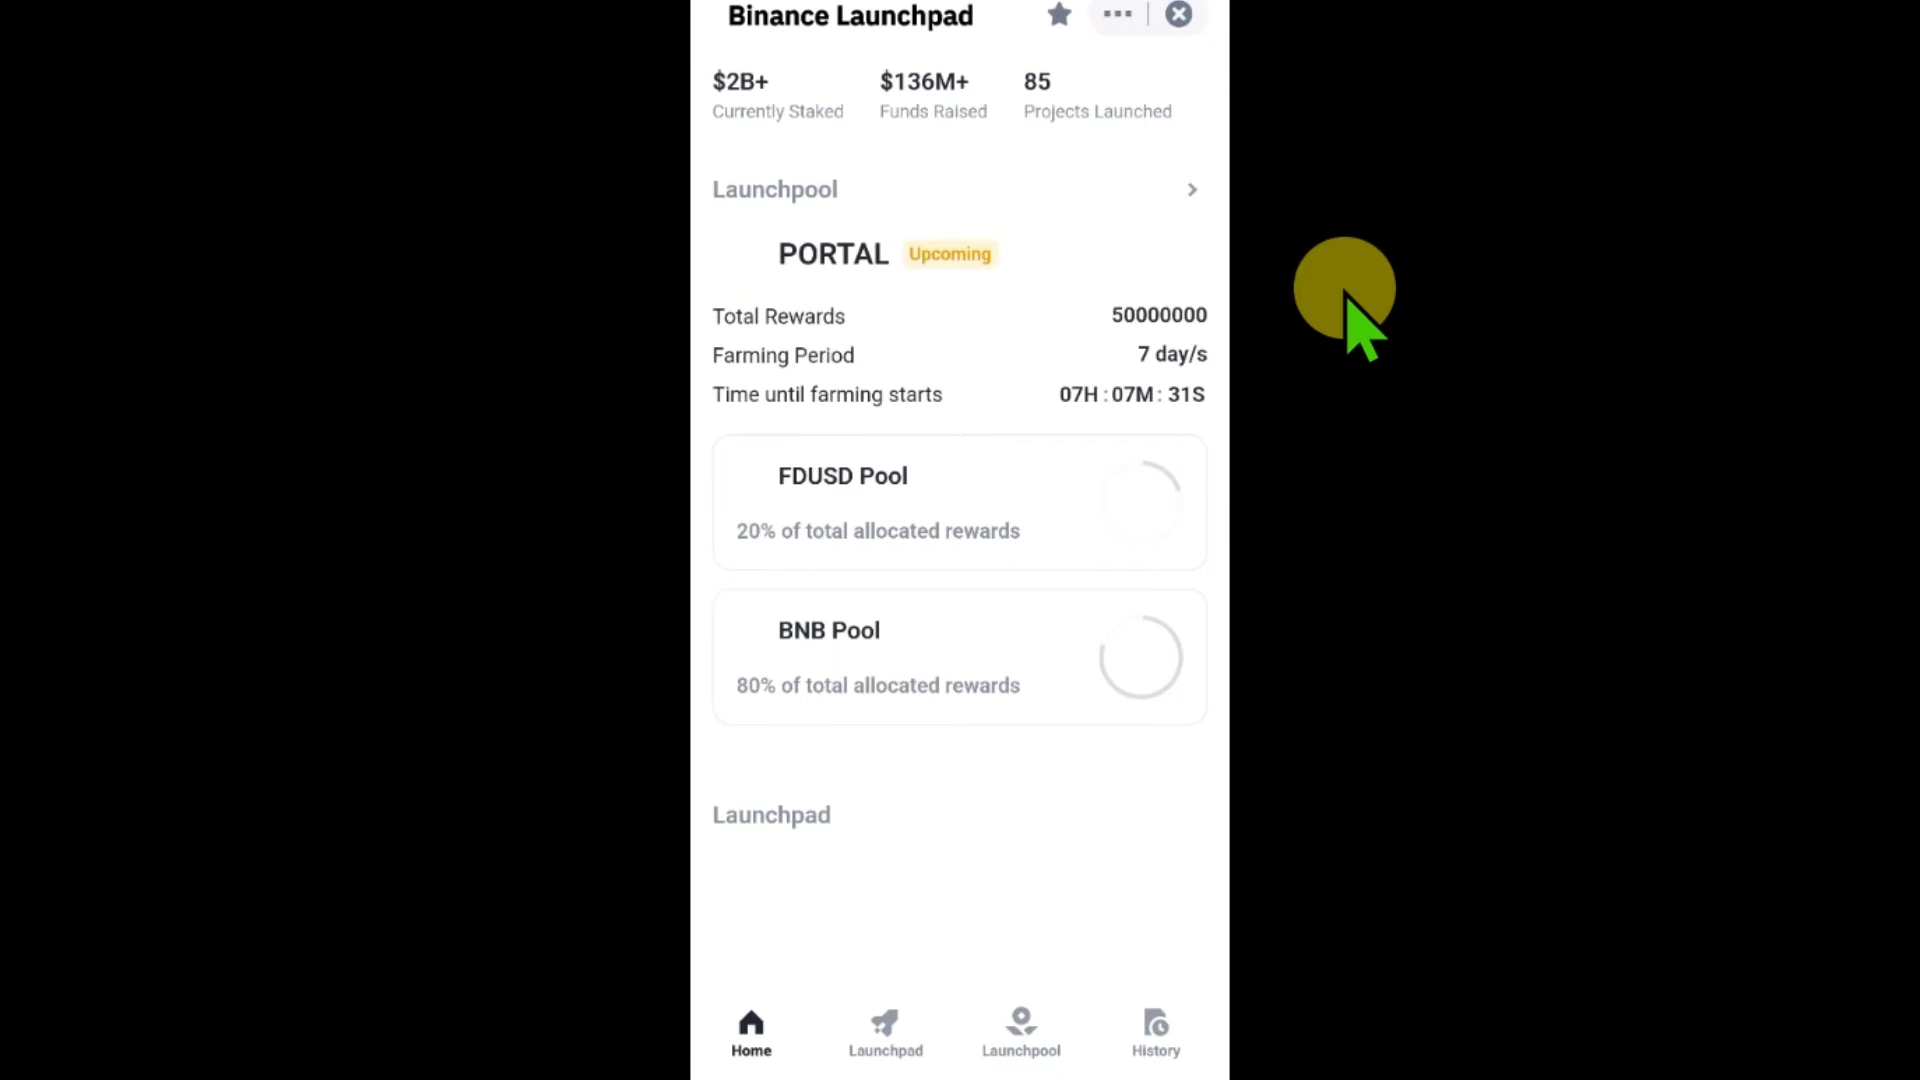 Binance Launchpad
$2B+ $136M+ 85
Currently Staked Funds Raised Projects Launched
Launchpool
PORTAL Upcoming
Total Rewards 50000000
Farming Period 7 day/s
Time until farming starts 07H : 07M : 31S
FDUSD Pool
20% of total allocated rewards
BNB Pool
80% of total allocated rewards
Launchpad
Home Launchpad Launchpool History